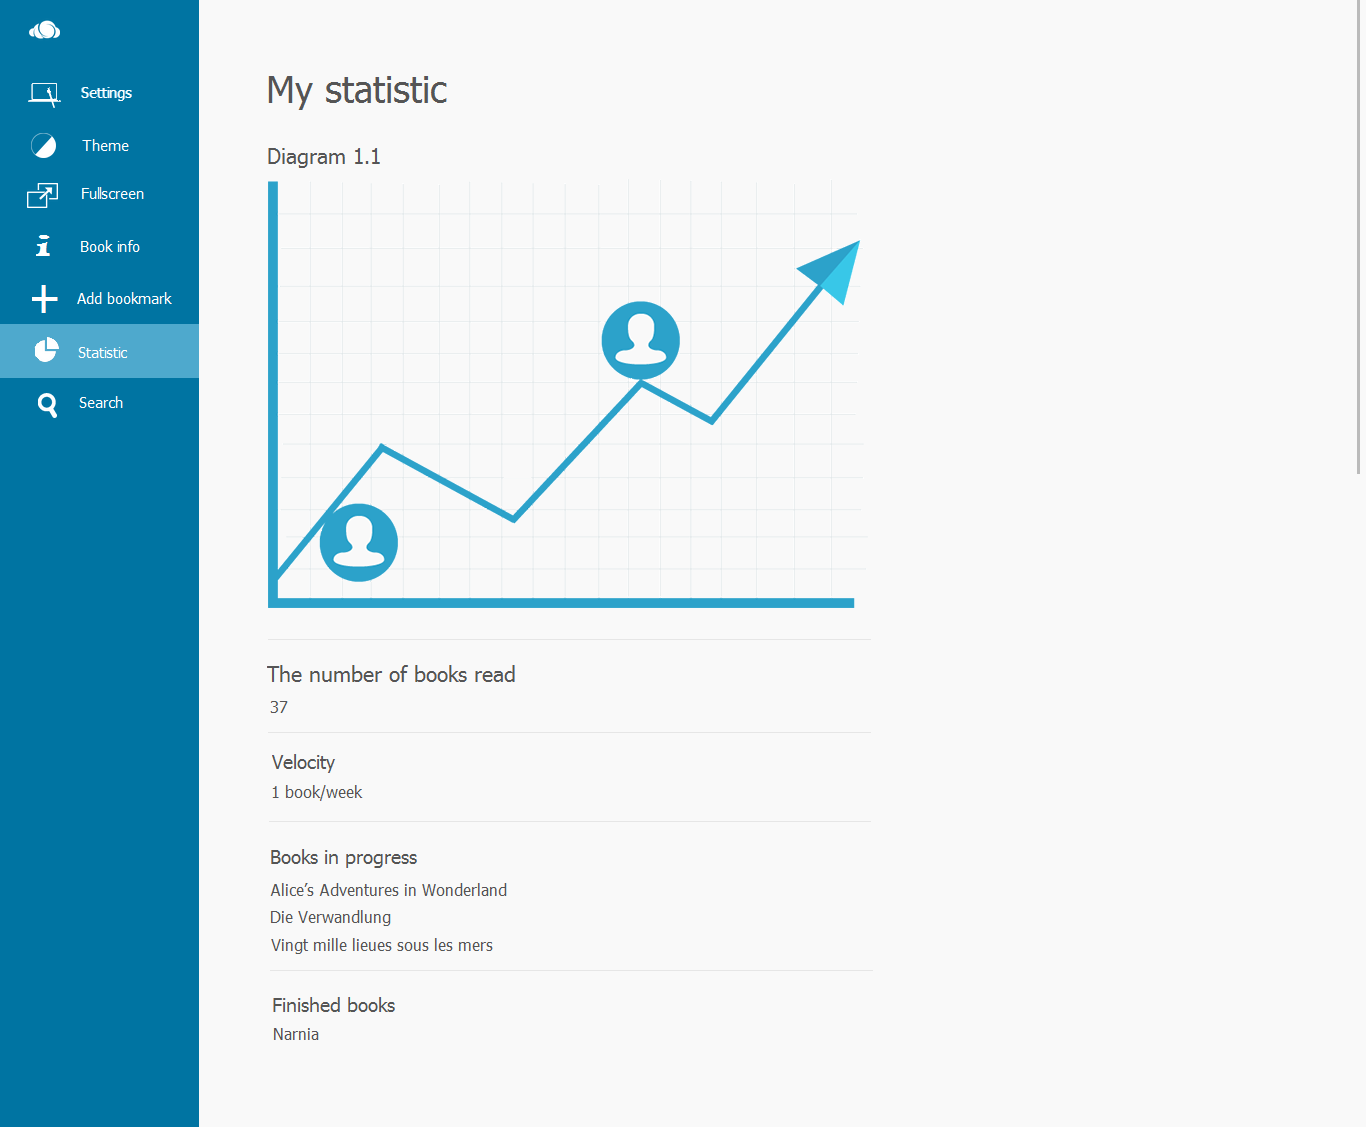 Settings
Theme
Fullscreen
Book info
Add bookmark
Statistic
Search
My statistic
Diagram 1.1
The number of books read
37
Velocity
1 book/week
Books in progress
Alice’s Adventures in Wonderland
Die Verwandlung
Vingt mille lieues sous les mers
Finished books
Narnia